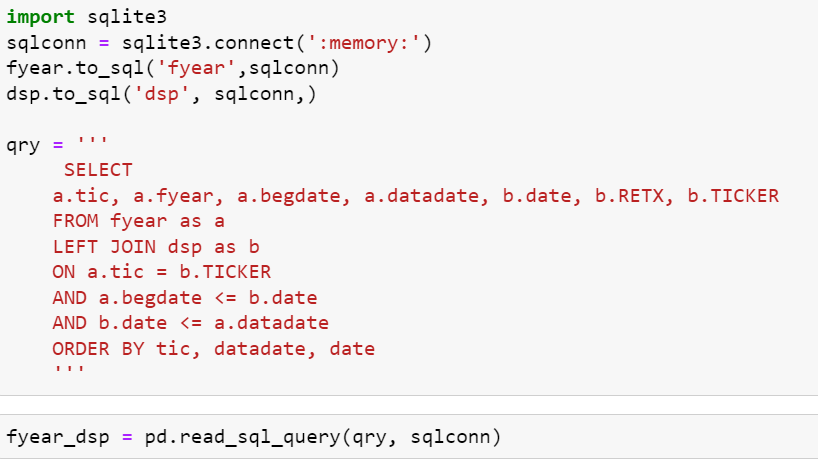 import sqlite3
sqlconn = sqlite3.connect(':memory:')
fyear.to_sql('fyear',sqlconn)
dsp.to_sql('dsp', sqlconn,)

qry = '''
     SELECT
    a.tic, a.fyear, a.begdate, a.datadate, b.date, b.RETX, b.TICKER
    FROM fyear as a
    LEFT JOIN dsp as b
    ON a.tic = b.TICKER
    AND a.begdate <= b.date
    AND b.date <= a.datadate
    ORDER BY tic, datadate, date
    '''

fyear_dsp = pd.read_sql_query(qry, sqlconn)